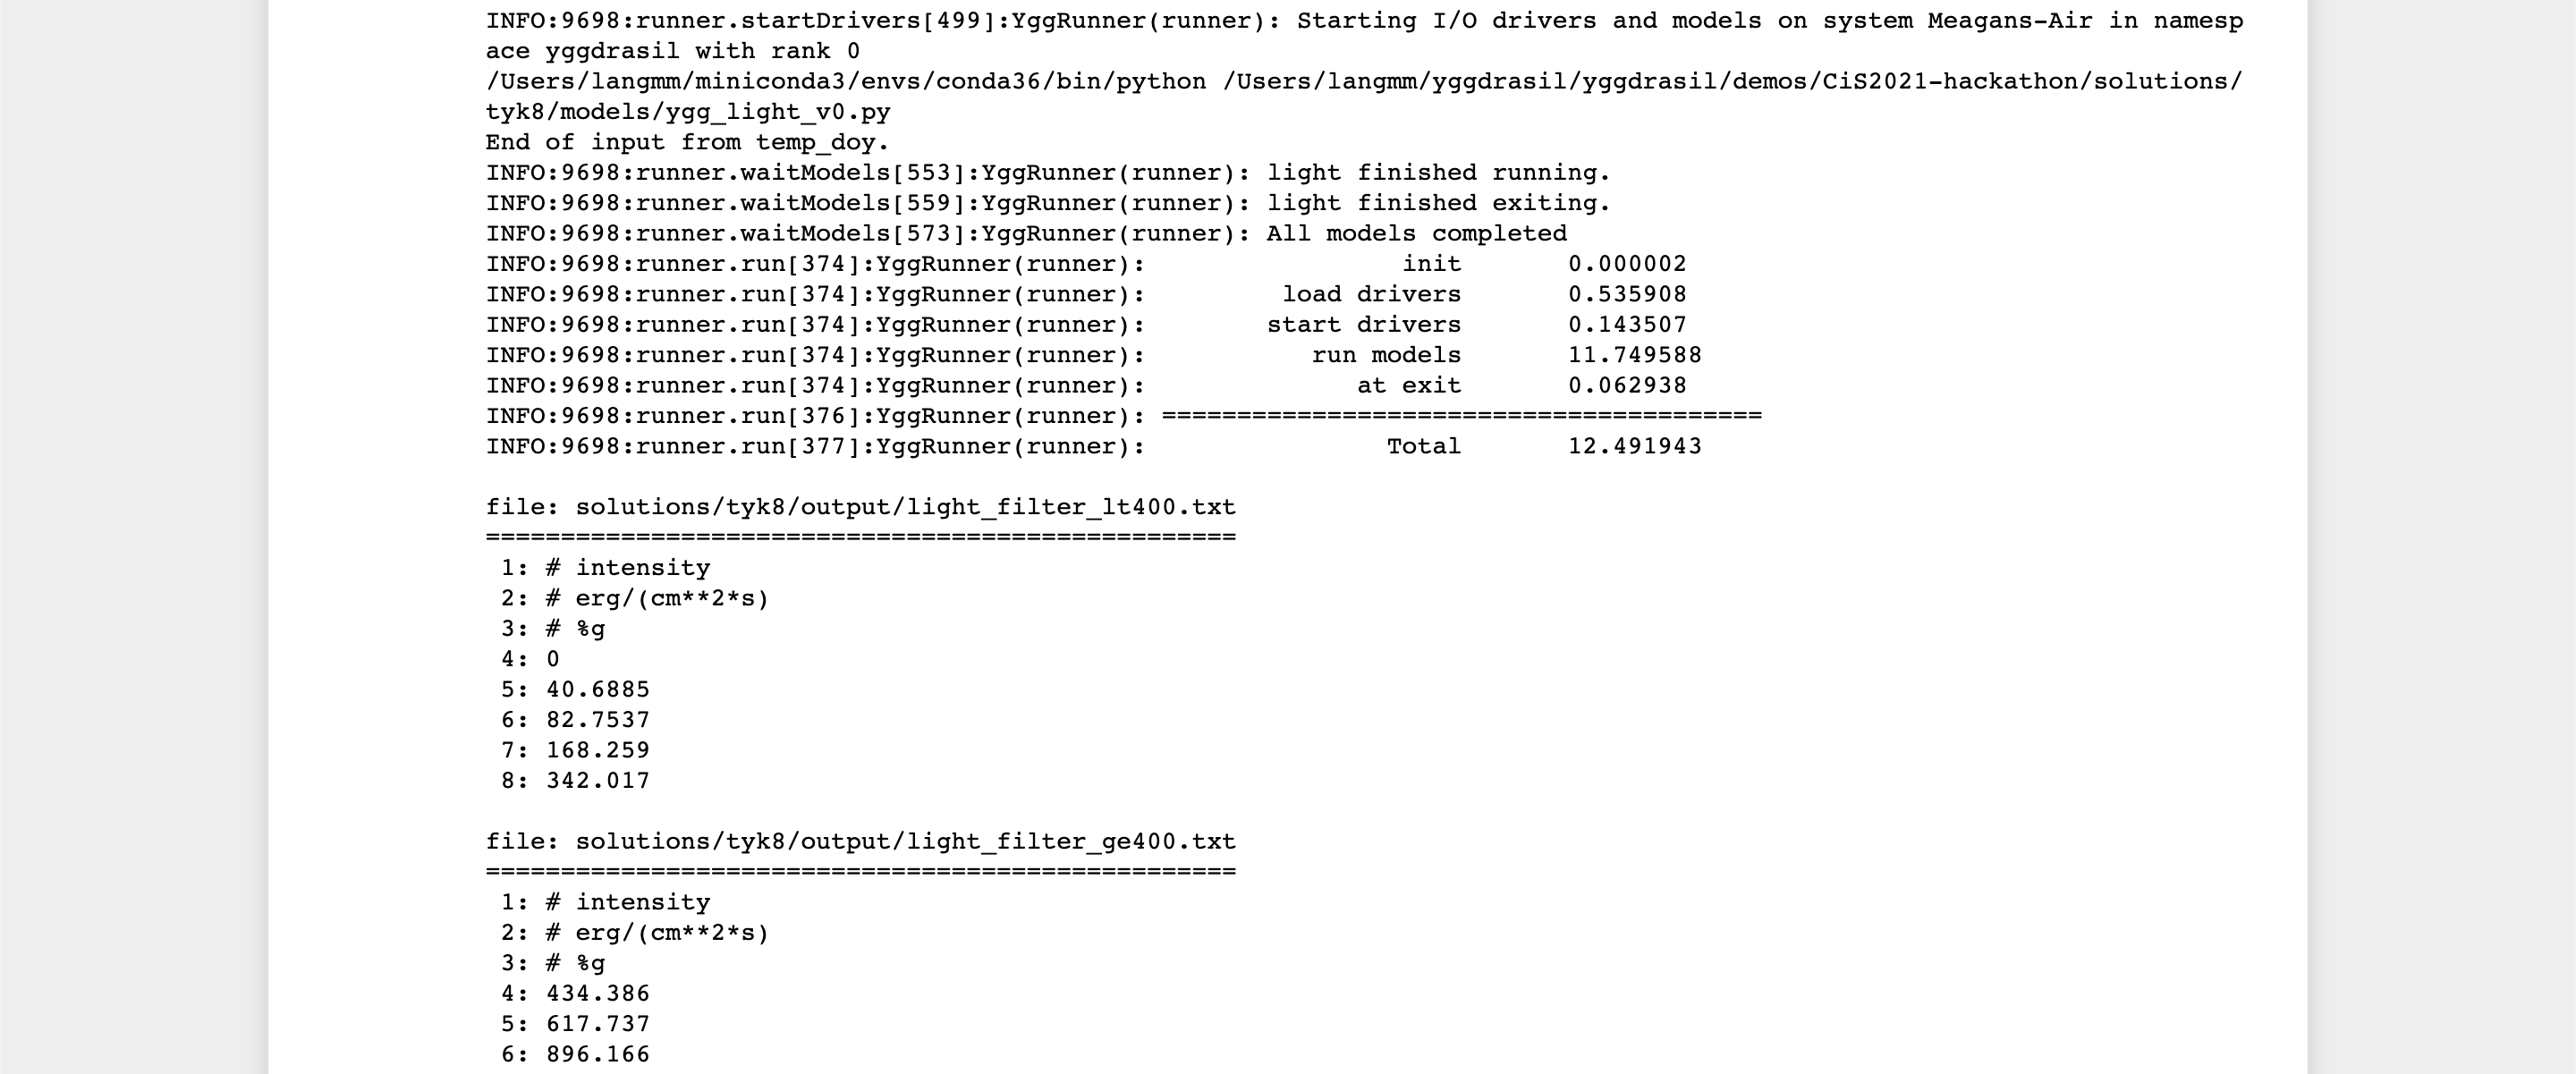 INFO:9698:runner.startDrivers[499]:YggRunner(runner): Starting I/O drivers and models on system Meagans-Air in namesp
ace yggdrasil with rank 0
/Users/langmm/miniconda3/envs/conda36/bin/python /Users/langmm/yggdrasil/yggdrasil/demos/CiS2021-hackathon/solutions/
tyk8/models/ygg_light_v0.py
End of input from temp_doy.
INFO:9698:runner.waitModels[553]:YggRunner(runner): light finished running.
INFO:9698:runner.waitModels[559]:YggRunner(runner): light finished exiting.
INFO:9698:runner.waitModels[573]:YggRunner(runner): All models completed
INFO:9698:runner.run[374]:YggRunner(runner):                 init       0.000002
INFO:9698:runner.run[374]:YggRunner(runner):         load drivers       0.535908
INFO:9698:runner.run[374]:YggRunner(runner):        start drivers       0.143507
INFO:9698:runner.run[374]:YggRunner(runner):           run models       11.749588
INFO:9698:runner.run[374]:YggRunner(runner):              at exit       0.062938
INFO:9698:runner.run[376]:YggRunner(runner): ========================================
INFO:9698:runner.run[377]:YggRunner(runner):                Total       12.491943

file: solutions/tyk8/output/light_filter_lt400.txt
==================================================
 1: # intensity
 2: # erg/(cm**2*s)
 3: # %g
 4: 0
 5: 40.6885
 6: 82.7537
 7: 168.259
 8: 342.017

file: solutions/tyk8/output/light_filter_ge400.txt
==================================================
 1: # intensity
 2: # erg/(cm**2*s)
 3: # %g
 4: 434.386
 5: 617.737
 6: 896.166